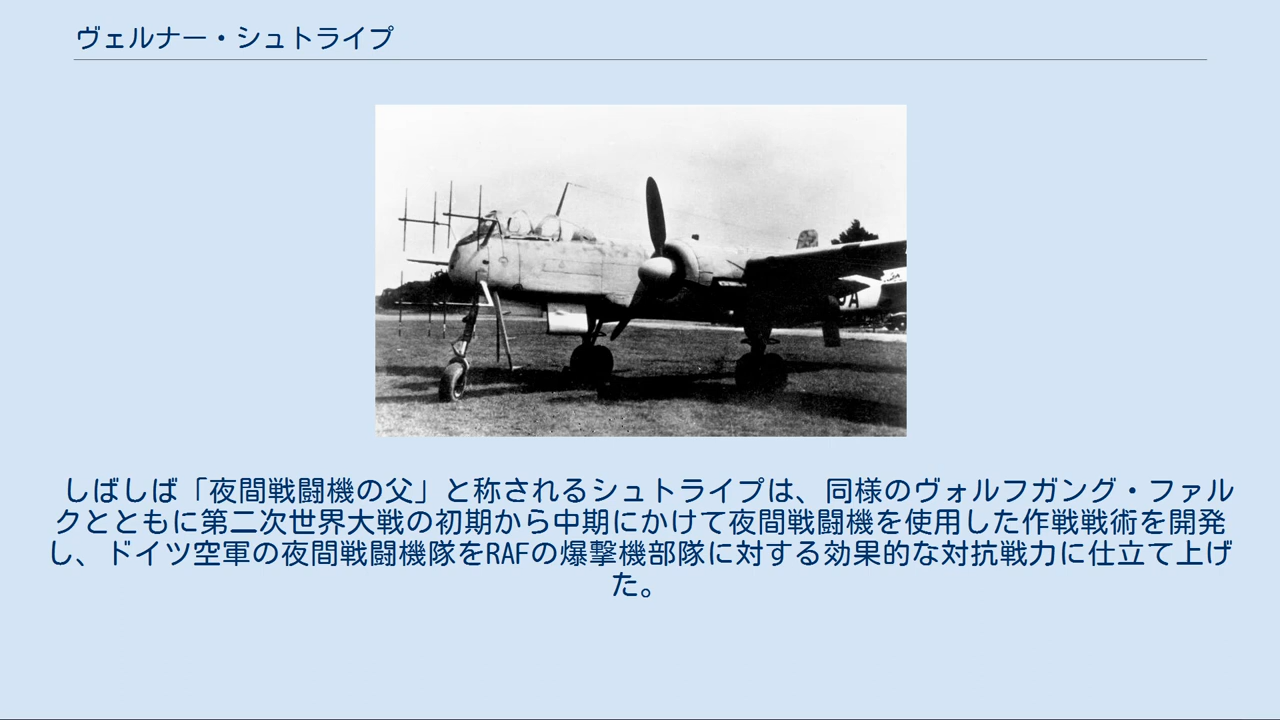 ヴェルナー・シュトライプ
しばしば「夜間戦闘機の父」と称されるシュトライプは、同様のヴォルフガング・ファル
クとともに第二次世界大戦の初期から中期にかけて夜間戦闘機を使用した作戦戦術を開発
し、ドイツ空軍の夜間戦闘機隊をRAFの爆撃機部隊に対する効果的な対抗戦力に仕立て上げ
た。